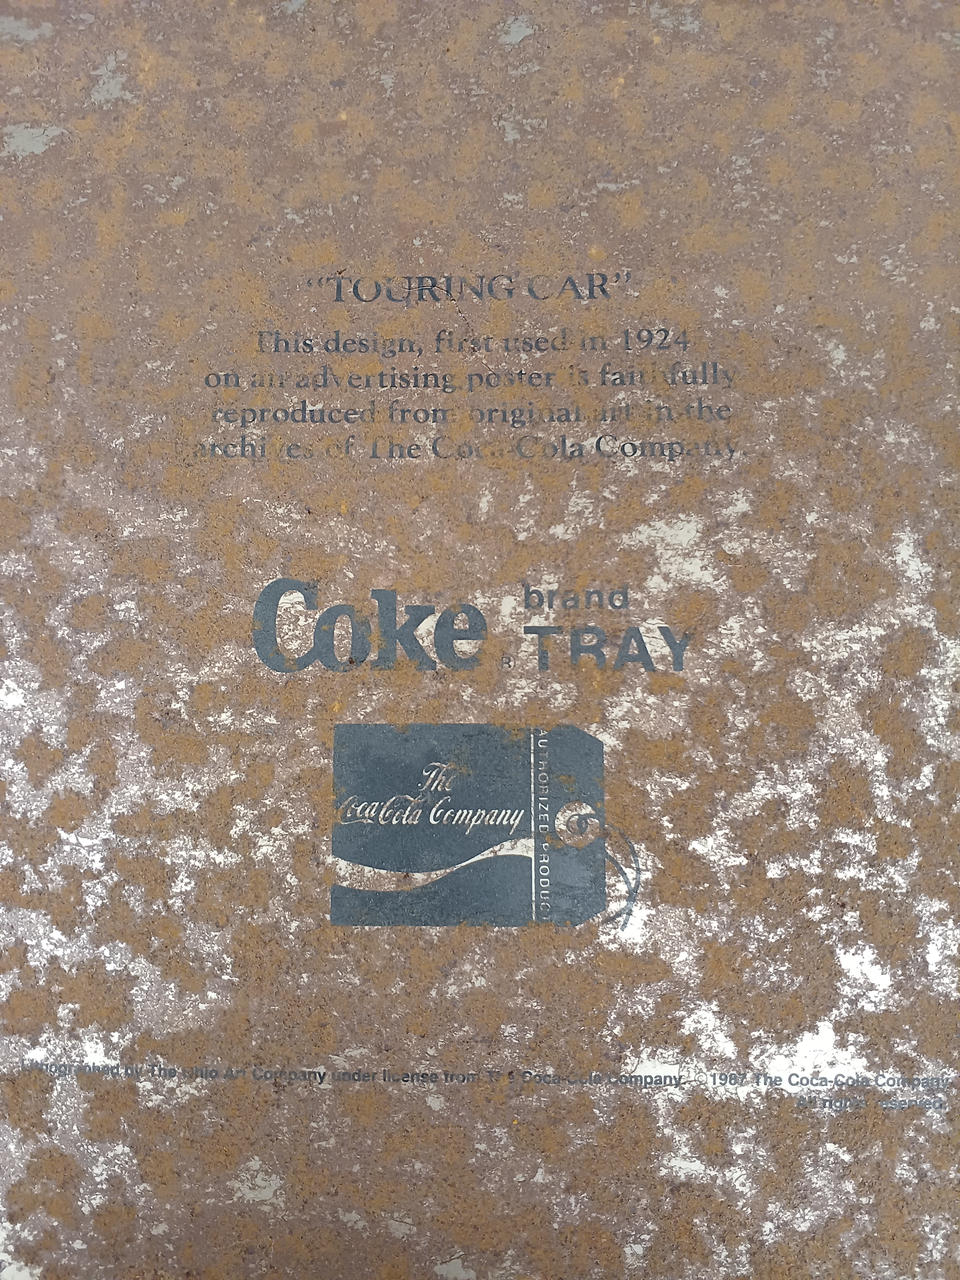 “TOURING CAR”
This design, first used in 1924
on an advertising poster is faithfully
reproduced from original art in the
archives of The Coca-Cola Company.
Coke ® brand TRAY
The
Coca-Cola Company
AUTHORIZED PRODUCT
Lithographed by The Ohio Art Company under license from The Coca-Cola Company. © 1987 The Coca-Cola Company.
All rights reserved.